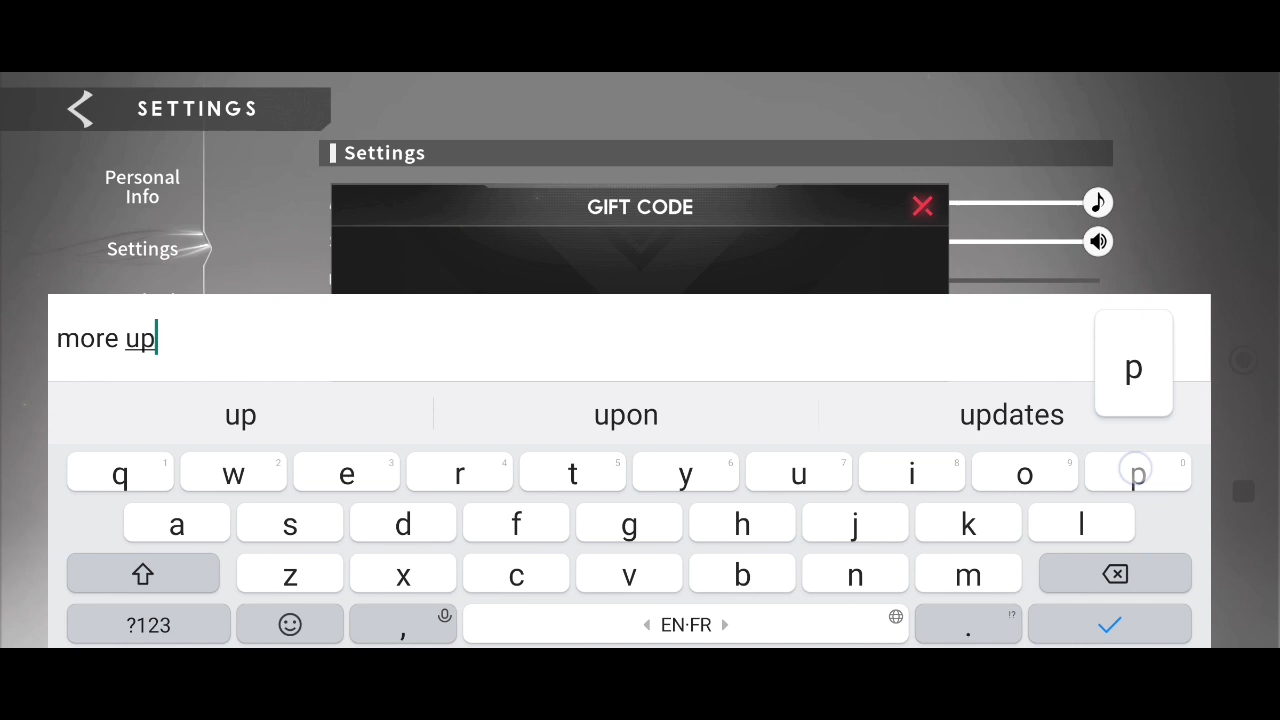 SETTINGS
Settings
Personal
Info
Settings
GIFT CODE
more up
p
up upon updates
q 1 w 2 e 3 r 4 t 5 y 6 u 7 i 8 o 9 p 0
a s d f g h j k l
z x c v b n m
?123 , EN·FR . !?